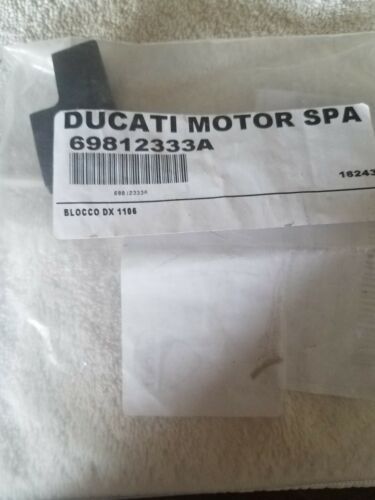 DUCATI MOTOR SPA
69812333A
69812333A
16243
BLOCCO DX 1106